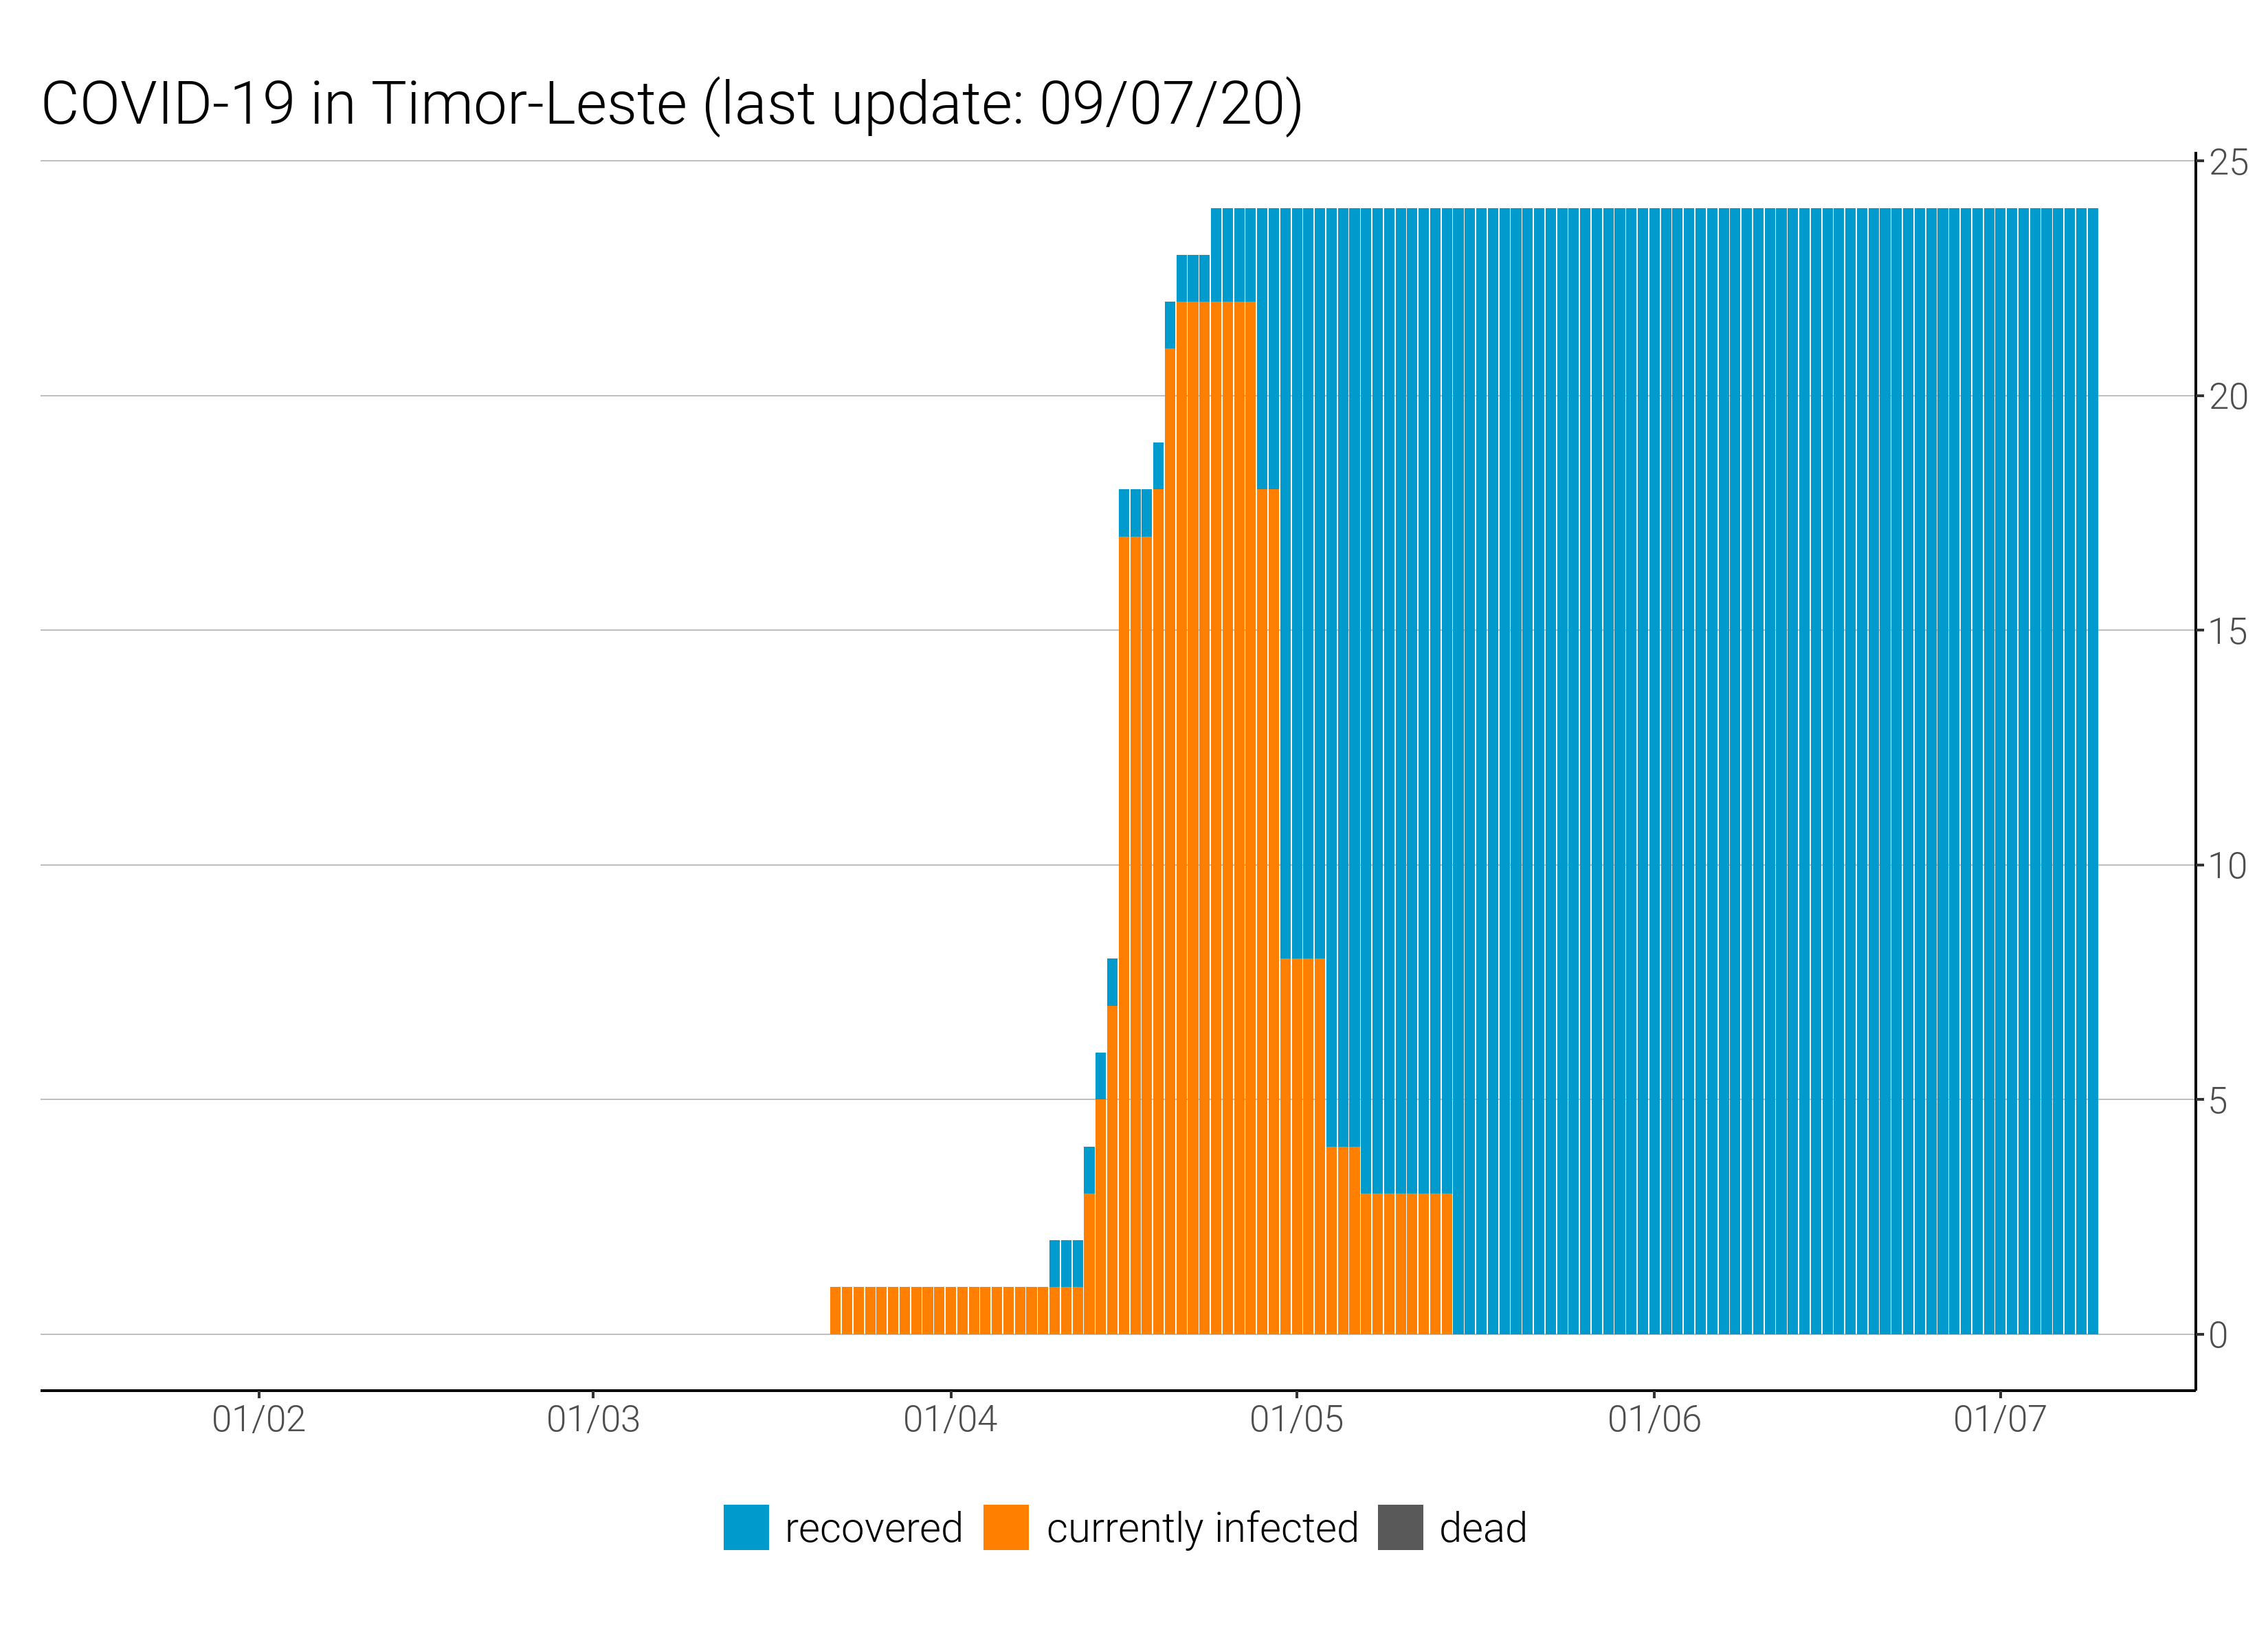 COVID-19 in Timor-Leste (last update: 09/07/20)
25
20
15
10
5
0
01/02 01/03 01/04 01/05 01/06 01/07
recovered currently infected dead